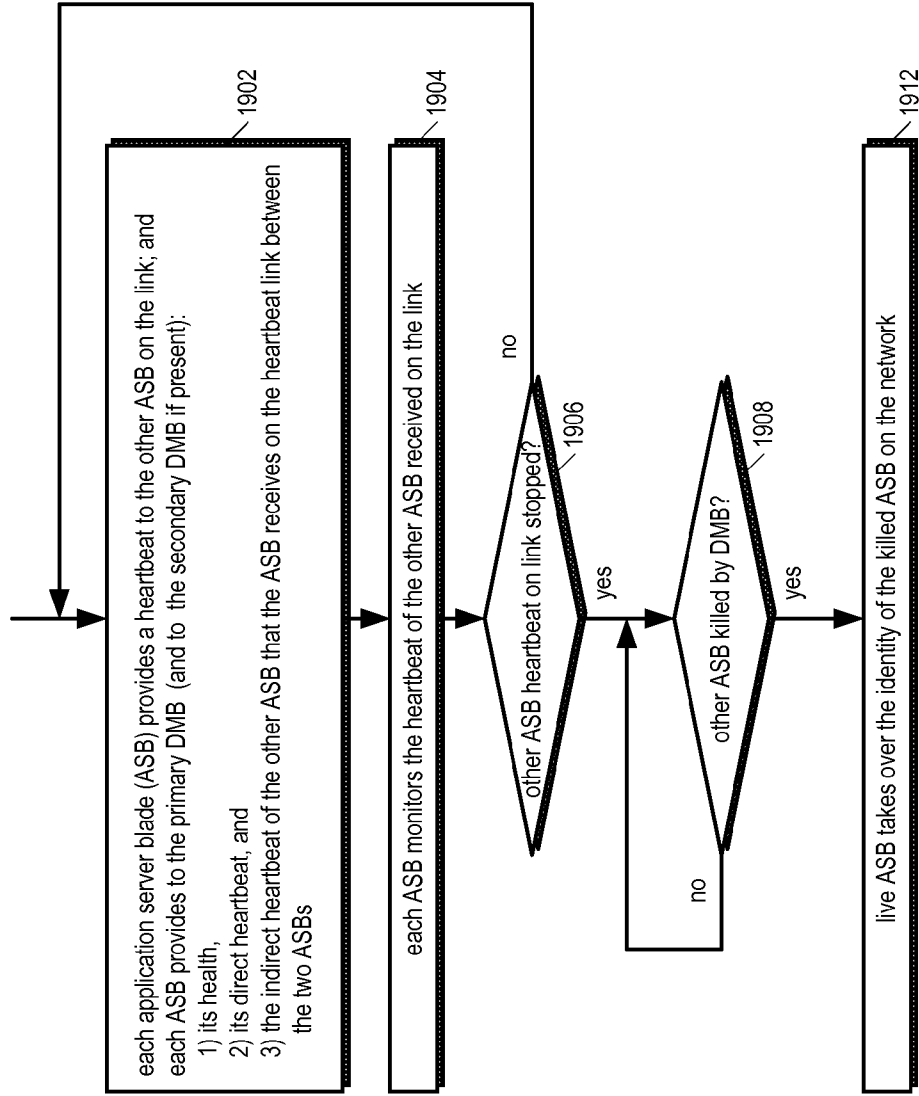 each application server blade (ASB) provides a heartbeat to the other ASB on the link; and
each ASB provides to the primary DMB (and to the secondary DMB if present):
1) its health,
2) its direct heartbeat, and
3) the indirect heartbeat of the other ASB that the ASB receives on the heartbeat link between
the two ASBs
1902
each ASB monitors the heartbeat of the other ASB received on the link
1904
other ASB heartbeat on link stopped?
1906
no
yes
other ASB killed by DMB?
1908
no
yes
live ASB takes over the identity of the killed ASB on the network
1912